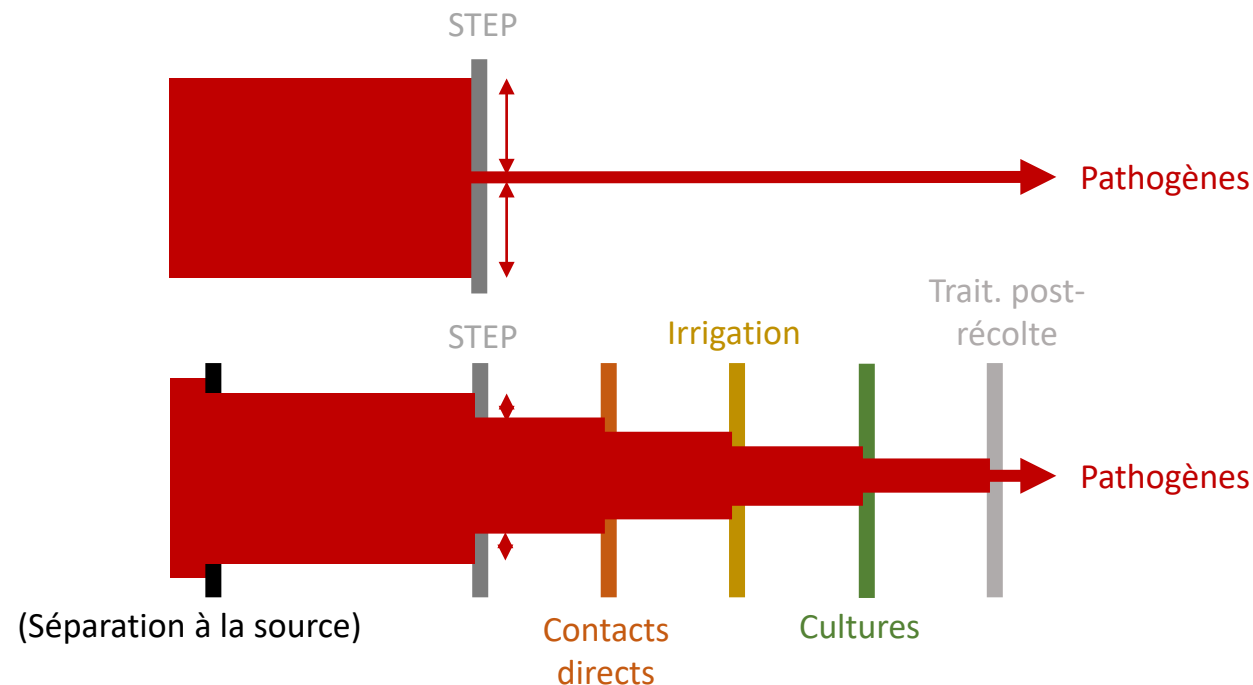 STEP
Pathogènes
Trait. post-
récolte
Irrigation
STEP
Pathogènes
(Séparation à la source)
Contacts
directs
Cultures